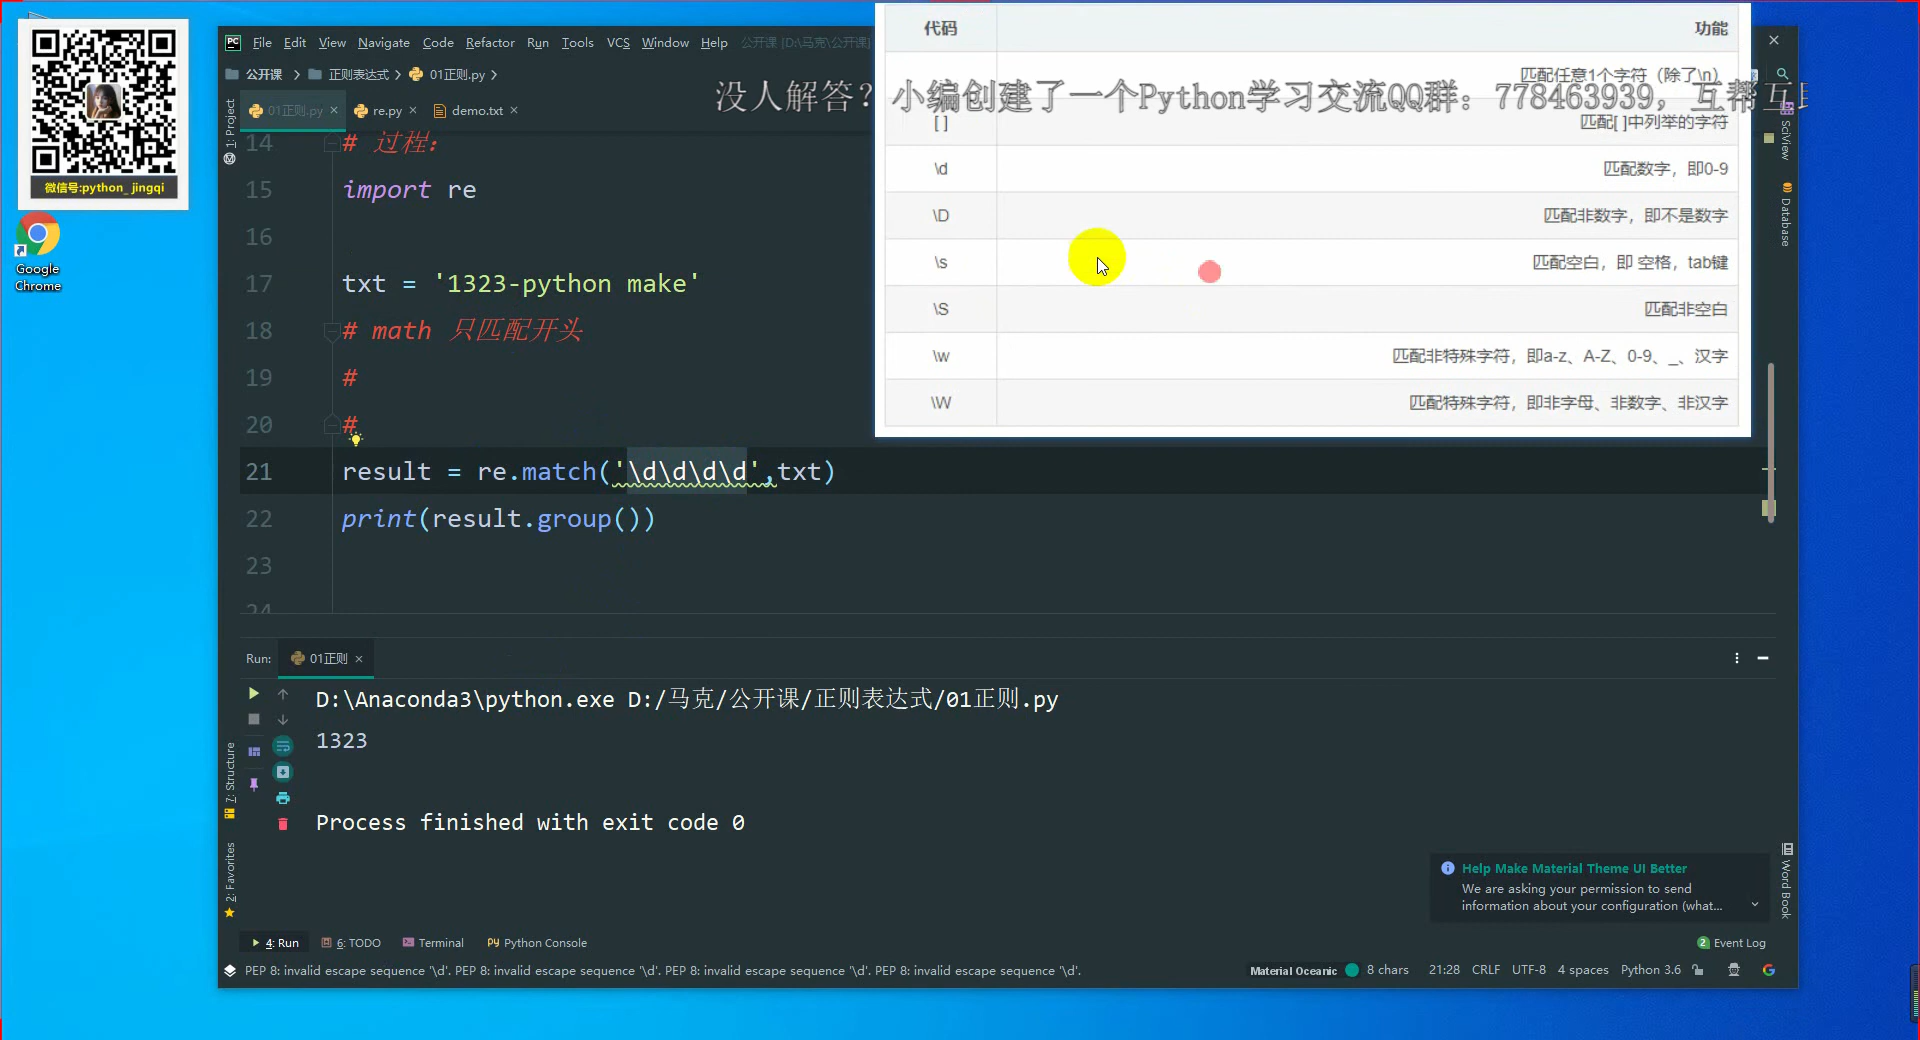 微信号:python_ jingqi
Google
Chrome
File Edit View Navigate Code Refactor Run Tools VCS Window Help 公开课 [D:\马克\公开课]
公开课 正则表达式 01正则.py
01正则.py re.py demo.txt
没人解答？小编创建了一个Python学习交流QQ群：778463939，互帮互
1: Project
14 # 过程：
15 import re
16
17 txt = '1323-python make'
18 # math 只匹配开头
19 #
20 #
21 result = re.match('\d\d\d\d',txt)
22 print(result.group())
23
24
代码 功能
匹配任意1个字符（除了\n）
[ ] 匹配[ ]中列举的字符
\d 匹配数字，即0-9
\D 匹配非数字，即不是数字
\s 匹配空白，即 空格，tab键
\S 匹配非空白
\w 匹配非特殊字符，即a-z、A-Z、0-9、_、汉字
\W 匹配特殊字符，即非字母、非数字、非汉字
SciView
Database
Run: 01正则
D:\Anaconda3\python.exe D:/马克/公开课/正则表达式/01正则.py
1323
Process finished with exit code 0
7: Structure
2: Favorites
Help Make Material Theme UI Better
We are asking your permission to send
information about your configuration (what...
Word Book
4: Run 6: TODO Terminal Python Console
2 Event Log
PEP 8: invalid escape sequence '\d'. PEP 8: invalid escape sequence '\d'. PEP 8: invalid escape sequence '\d'. PEP 8: invalid escape sequence '\d'.
Material Oceanic 8 chars 21:28 CRLF UTF-8 4 spaces Python 3.6